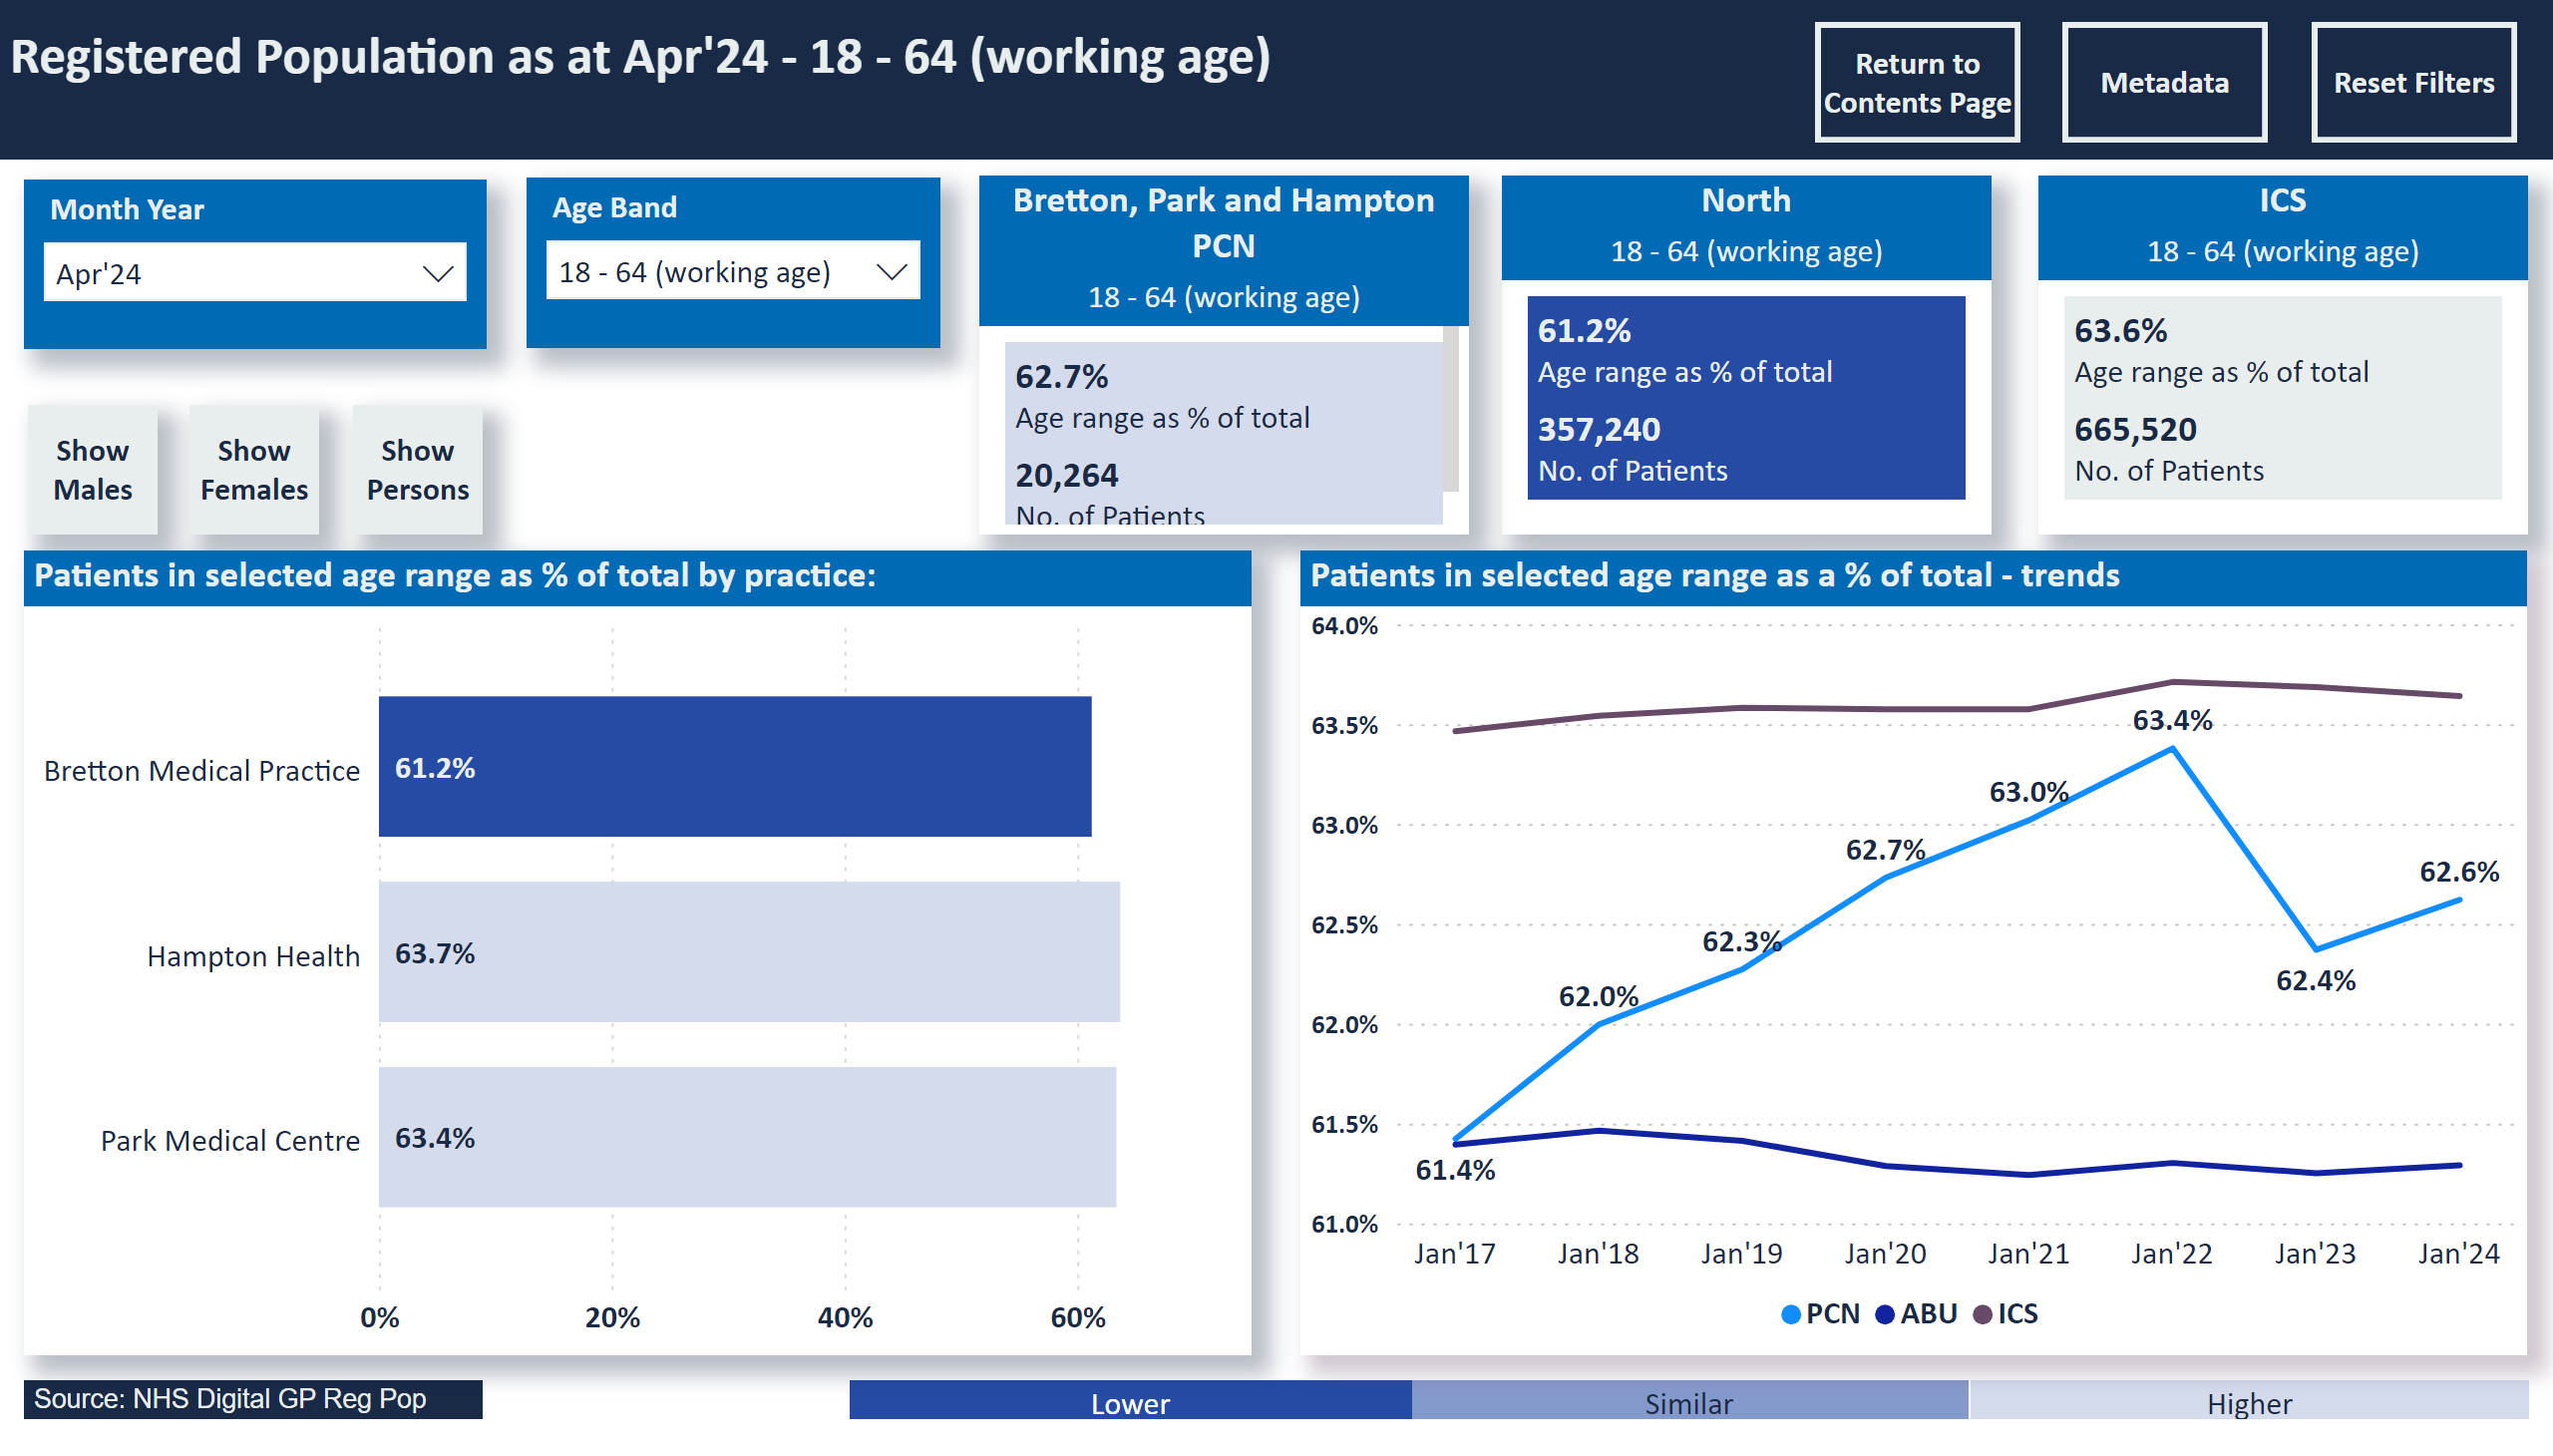 Registered Population as at Apr'24 - 18 - 64 (working age)
Return to
Contents Page
Metadata
Reset Filters
Month Year
Apr'24
Age Band
18 - 64 (working age)
Bretton, Park and Hampton
PCN
18 - 64 (working age)
62.7%
Age range as % of total
20,264
No. of Patients
North
18 - 64 (working age)
61.2%
Age range as % of total
357,240
No. of Patients
ICS
18 - 64 (working age)
63.6%
Age range as % of total
665,520
No. of Patients
Show
Males
Show
Females
Show
Persons
Patients in selected age range as % of total by practice:
Bretton Medical Practice
61.2%
Hampton Health
63.7%
Park Medical Centre
63.4%
0%
20%
40%
60%
Patients in selected age range as a % of total - trends
64.0%
63.5%
63.0%
62.5%
62.0%
61.5%
61.0%
61.4%
62.0%
62.3%
62.7%
63.0%
63.4%
62.4%
62.6%
Jan'17
Jan'18
Jan'19
Jan'20
Jan'21
Jan'22
Jan'23
Jan'24
PCN
ABU
ICS
Source: NHS Digital GP Reg Pop
Lower
Similar
Higher